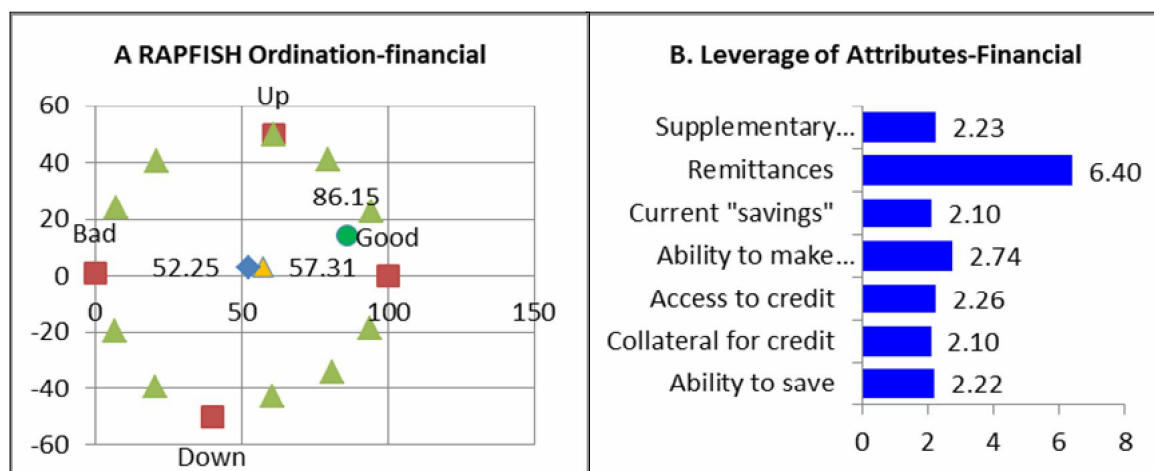 A RAPFISH Ordination-financial
Up
60
40
20
0
-20
-40
-60
86.15
Bad
Good
52.25
57.31
0
50
100
150
Down
B. Leverage of Attributes-Financial
Supplementary... 2.23
Remittances 6.40
Current "savings" 2.10
Ability to make... 2.74
Access to credit 2.26
Collateral for credit 2.10
Ability to save 2.22
0 2 4 6 8